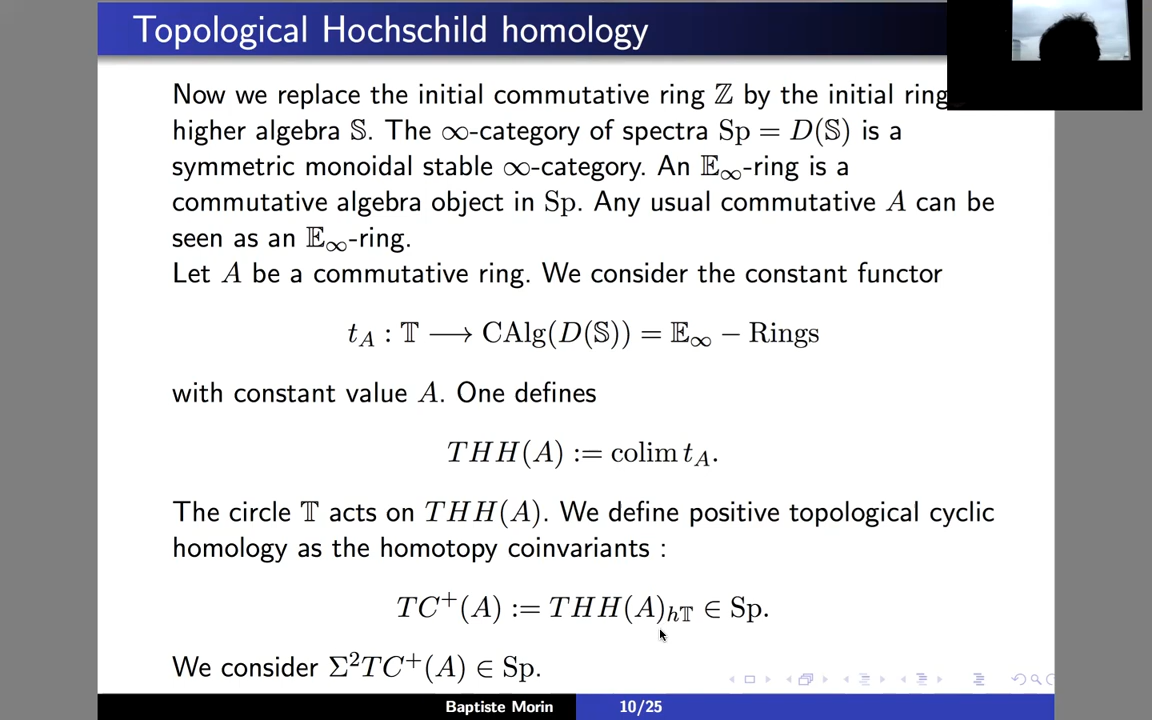 Topological Hochschild homology
Now we replace the initial commutative ring ℤ by the initial ring
higher algebra 𝕊. The ∞-category of spectra Sp = D(𝕊) is a
symmetric monoidal stable ∞-category. An 𝔼∞-ring is a
commutative algebra object in Sp. Any usual commutative A can be
seen as an 𝔼∞-ring.
Let A be a commutative ring. We consider the constant functor
t_A : 𝕋 ⟶ CAlg(D(𝕊)) = 𝔼∞ − Rings
with constant value A. One defines
THH(A) := colim t_A.
The circle 𝕋 acts on THH(A). We define positive topological cyclic
homology as the homotopy coinvariants :
TC⁺(A) := THH(A)_{h𝕋} ∈ Sp.
We consider Σ²TC⁺(A) ∈ Sp.
Baptiste Morin 10/25